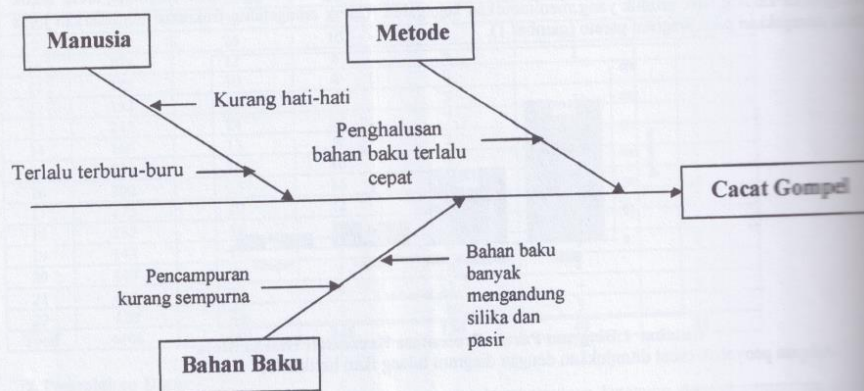 Manusia
Metode
Kurang hati-hati
Penghalusan
bahan baku terlalu
cepat
Terlalu terburu-buru
Cacat Gompel
Pencampuran
kurang sempurna
Bahan baku
banyak
mengandung
silika dan
pasir
Bahan Baku